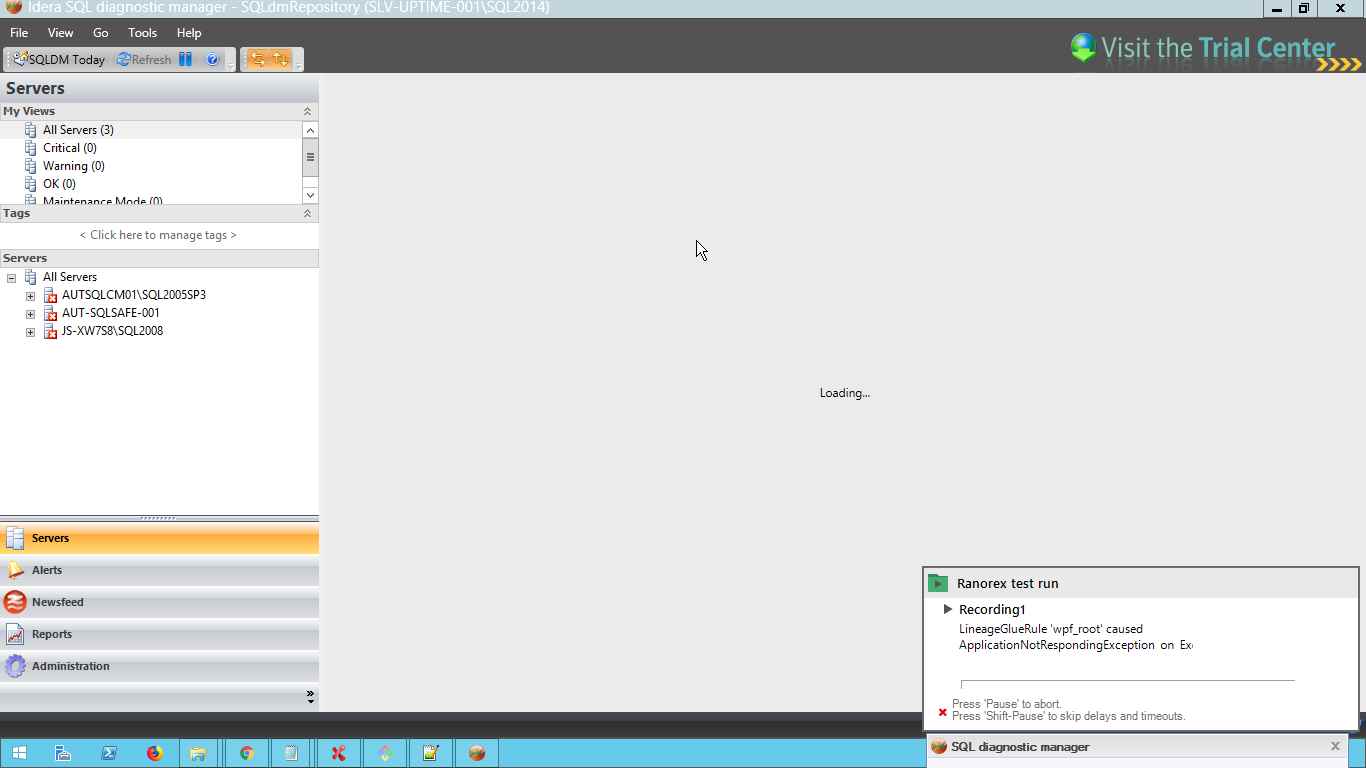 Idera SQL diagnostic manager - SQLdmRepository (SLV-UPTIME-001\SQL2014)
File View Go Tools Help
SQLDM Today Refresh
Visit the Trial Center
Servers
My Views
All Servers (3)
Critical (0)
Warning (0)
OK (0)
Maintenance Mode (0)
Tags
< Click here to manage tags >
Servers
All Servers
AUTSQLCM01\SQL2005SP3
AUT-SQLSAFE-001
JS-XW7S8\SQL2008
Loading...
Servers
Alerts
Newsfeed
Reports
Administration
Ranorex test run
Recording1
LineageGlueRule 'wpf_root' caused
ApplicationNotRespondingException on Ex
Press 'Pause' to abort.
Press 'Shift-Pause' to skip delays and timeouts.
SQL diagnostic manager